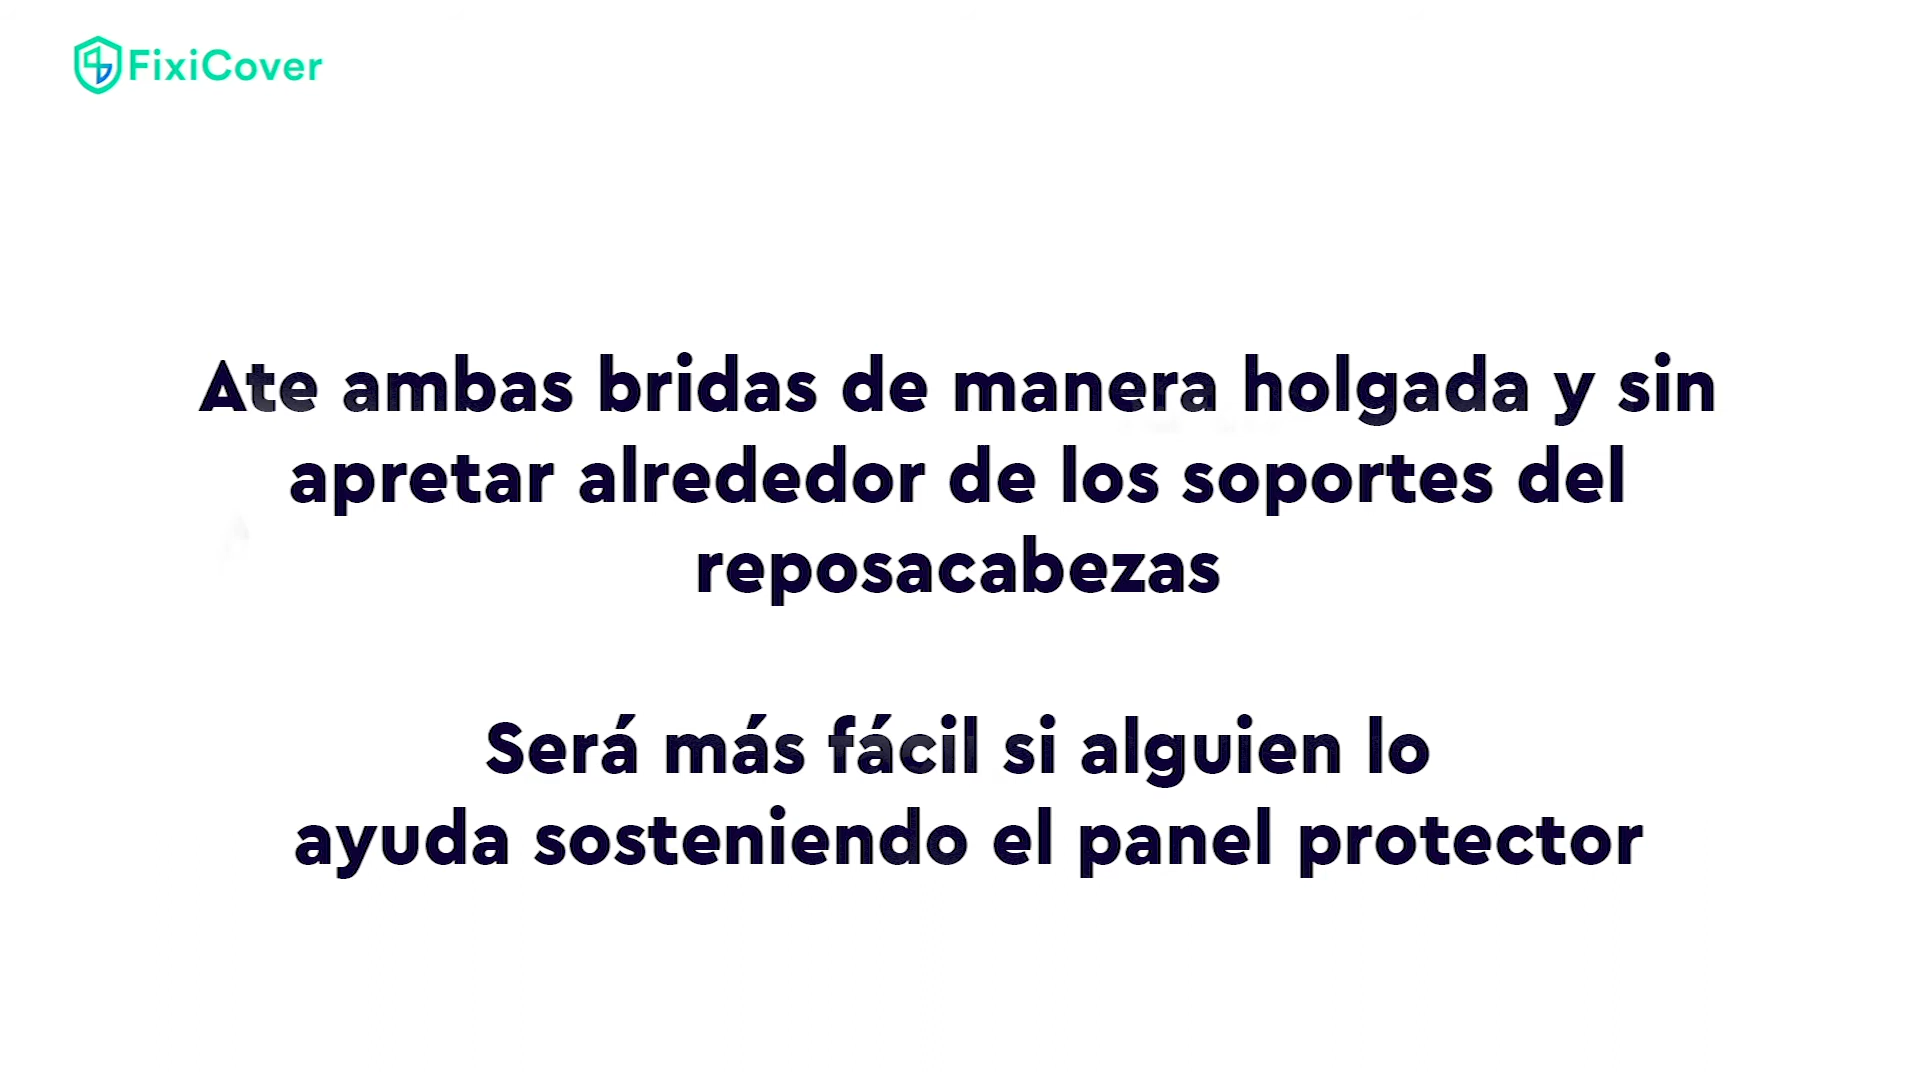 FixiCover
Ate ambas bridas de manera holgada y sin
apretar alrededor de los soportes del
reposacabezas
Será más fácil si alguien lo
ayuda sosteniendo el panel protector